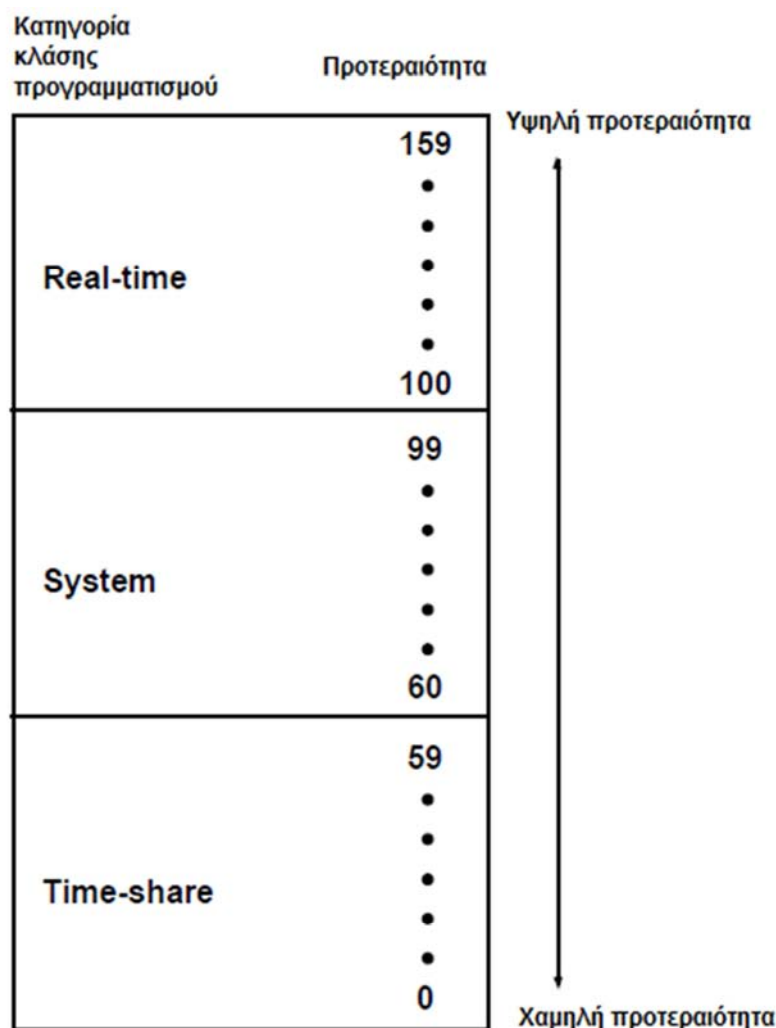 Κατηγορία
κλάσης
προγραμματισμού
Προτεραιότητα
Υψηλή προτεραιότητα
159
Real-time
100
99
System
60
59
Time-share
0
Χαμηλή προτεραιότητα